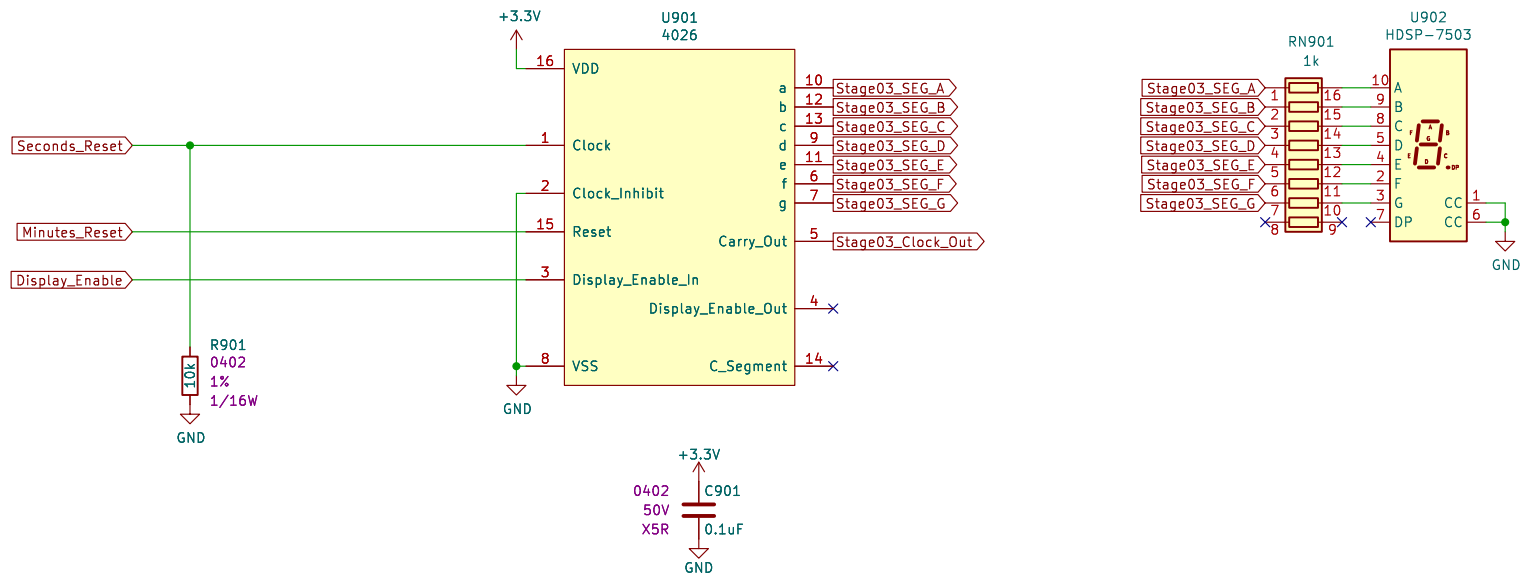 +3.3V
U901
4026
16 VDD
Seconds_Reset
1 Clock
2 Clock_Inhibit
Minutes_Reset
15 Reset
Display_Enable
3 Display_Enable_In
8 VSS
GND
a 10 Stage03_SEG_A
b 12 Stage03_SEG_B
c 13 Stage03_SEG_C
d 9 Stage03_SEG_D
e 11 Stage03_SEG_E
f 6 Stage03_SEG_F
g 7 Stage03_SEG_G
Carry_Out 5 Stage03_Clock_Out
Display_Enable_Out 4
C_Segment 14
R901
10k
0402
1%
1/16W
GND
+3.3V
0402 C901
50V
X5R 0.1uF
GND
RN901
1k
Stage03_SEG_A 1 16
Stage03_SEG_B 2 15
Stage03_SEG_C 3 14
Stage03_SEG_D 4 13
Stage03_SEG_E 5 12
Stage03_SEG_F 6 11
Stage03_SEG_G 7 10
8 9
U902
HDSP-7503
10 A
9 B
8 C
5 D
4 E
2 F
3 G
7 DP
CC 1
CC 6
A
F B
G
E C
D DP
GND